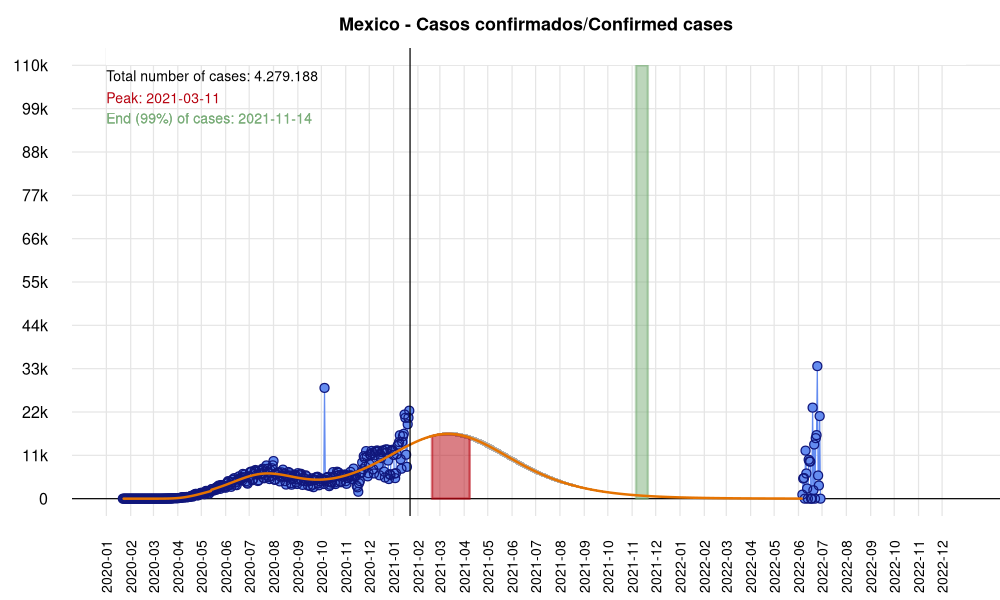 Mexico - Casos confirmados/Confirmed cases
110k
99k
88k
77k
66k
55k
44k
33k
22k
11k
0
Total number of cases: 4.279.188
Peak: 2021-03-11
End (99%) of cases: 2021-11-14
2020-01
2020-02
2020-03
2020-04
2020-05
2020-06
2020-07
2020-08
2020-09
2020-10
2020-11
2020-12
2021-01
2021-02
2021-03
2021-04
2021-05
2021-06
2021-07
2021-08
2021-09
2021-10
2021-11
2021-12
2022-01
2022-02
2022-03
2022-04
2022-05
2022-06
2022-07
2022-08
2022-09
2022-10
2022-11
2022-12